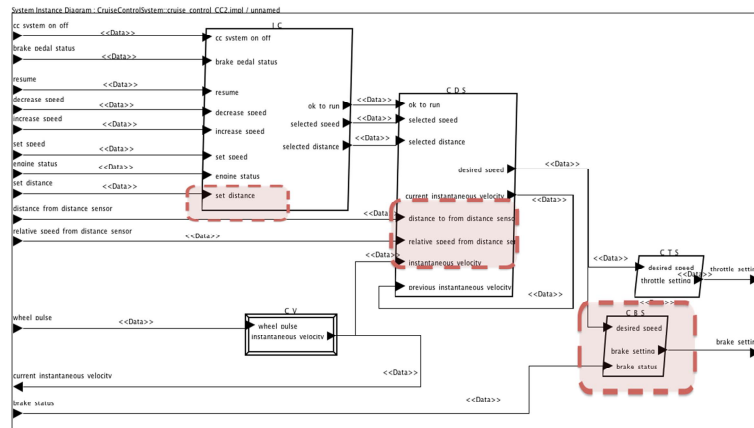 System Instance Diagram : CruiseControlSystem::cruise_control_CC2.impl / unnamed
cc system on off
<<Data>>
I C
cc system on off
brake pedal status
<<Data>>
brake pedal status
resume
<<Data>>
resume
decrease speed
<<Data>>
decrease speed
increase speed
<<Data>>
increase speed
set speed
<<Data>>
set speed
engine status
<<Data>>
engine status
set distance
<<Data>>
set distance
ok to run
selected speed
selected distance
<<Data>>
<<Data>>
<<Data>>
C D S
ok to run
selected speed
selected distance
desired speed
<<Data>>
current instantaneous velocity
<<Data>>
distance from distance sensor
<<Data>>
distance to from distance senso
relative speed from distance sensor
<<Data>>
relative speed from distance sen
<<Data>>
instantaneous velocity
previous instantaneous velocity
<<Data>>
<<Data>>
C T S
desired speed
throttle setting
throttle settin
<<Data>>
wheel pulse
<<Data>>
C V
wheel pulse
instantaneous velocity
C B S
desired speed
brake setting
brake settin
brake status
current instantaneous velocity
<<Data>>
brake status
<<Data>>